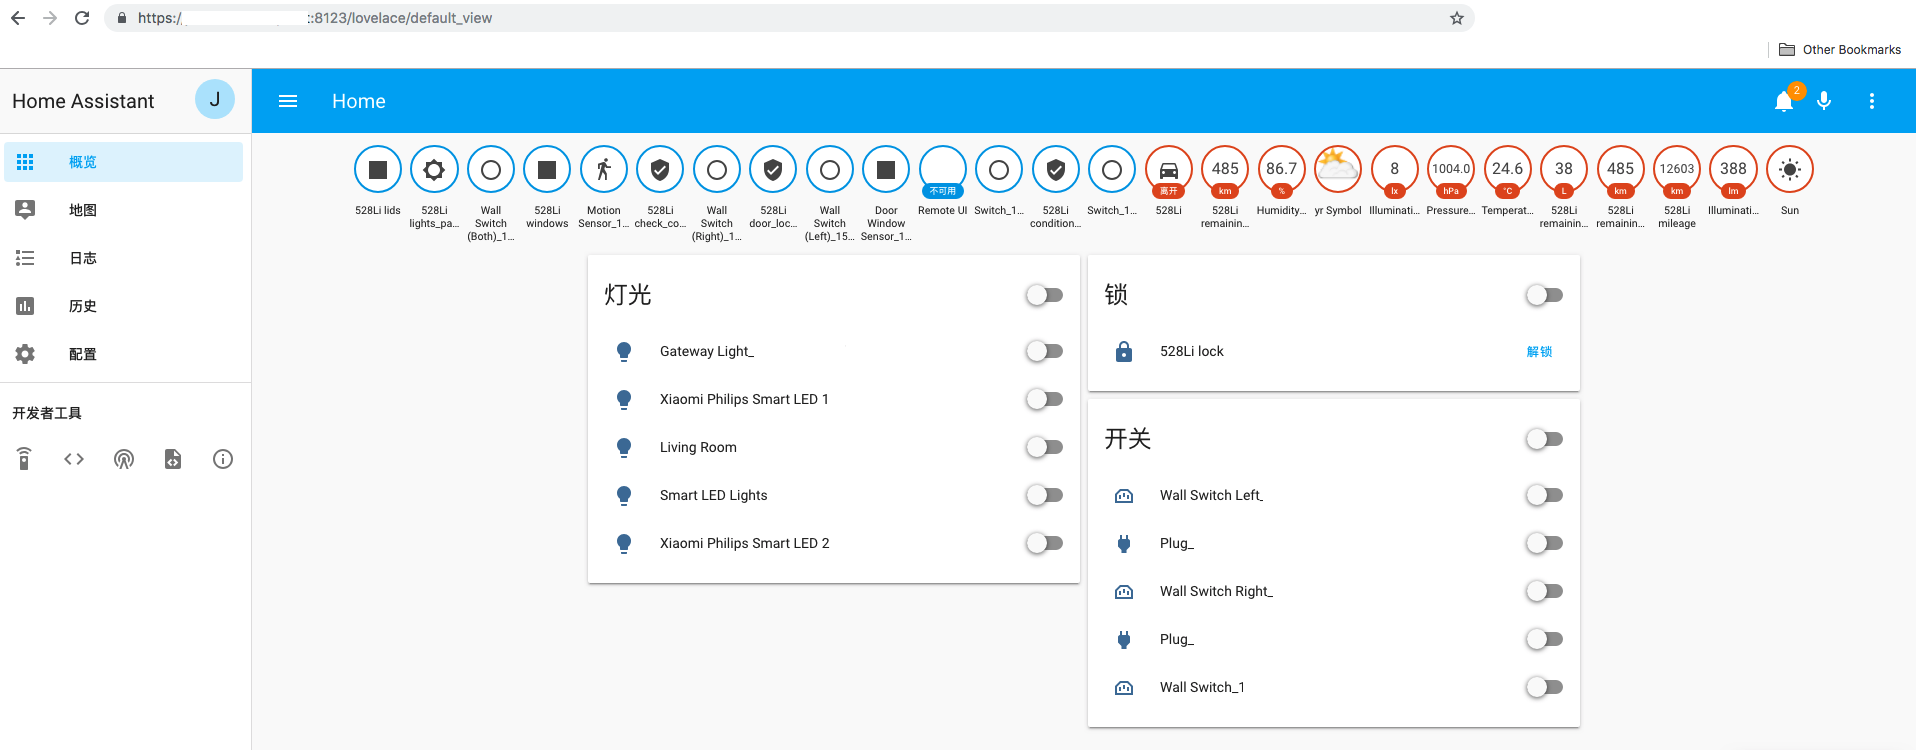 https:/
:8123/lovelace/default_view
Other Bookmarks
Home Assistant
J
Home
2
概览
地图
日志
历史
配置
开发者工具
528Li lids
528Li
lights_pa...
Wall
Switch
(Both)_1...
528Li
windows
Motion
Sensor_1...
528Li
check_co...
Wall
Switch
(Right)_1...
528Li
door_loc...
Wall
Switch
(Left)_15...
Door
Window
Sensor_1...
不可用
Remote UI
Switch_1...
528Li
condition...
Switch_1...
离开
528Li
485
km
528Li
remainin...
86.7
%
Humidity...
yr Symbol
8
lx
Illuminati...
1004.0
hPa
Pressure...
24.6
°C
Temperat...
38
L
528Li
remainin...
485
km
528Li
remainin...
12603
km
528Li
mileage
388
lm
Illuminati...
Sun
灯光
Gateway Light_
Xiaomi Philips Smart LED 1
Living Room
Smart LED Lights
Xiaomi Philips Smart LED 2
锁
528Li lock
解锁
开关
Wall Switch Left_
Plug_
Wall Switch Right_
Plug_
Wall Switch_1